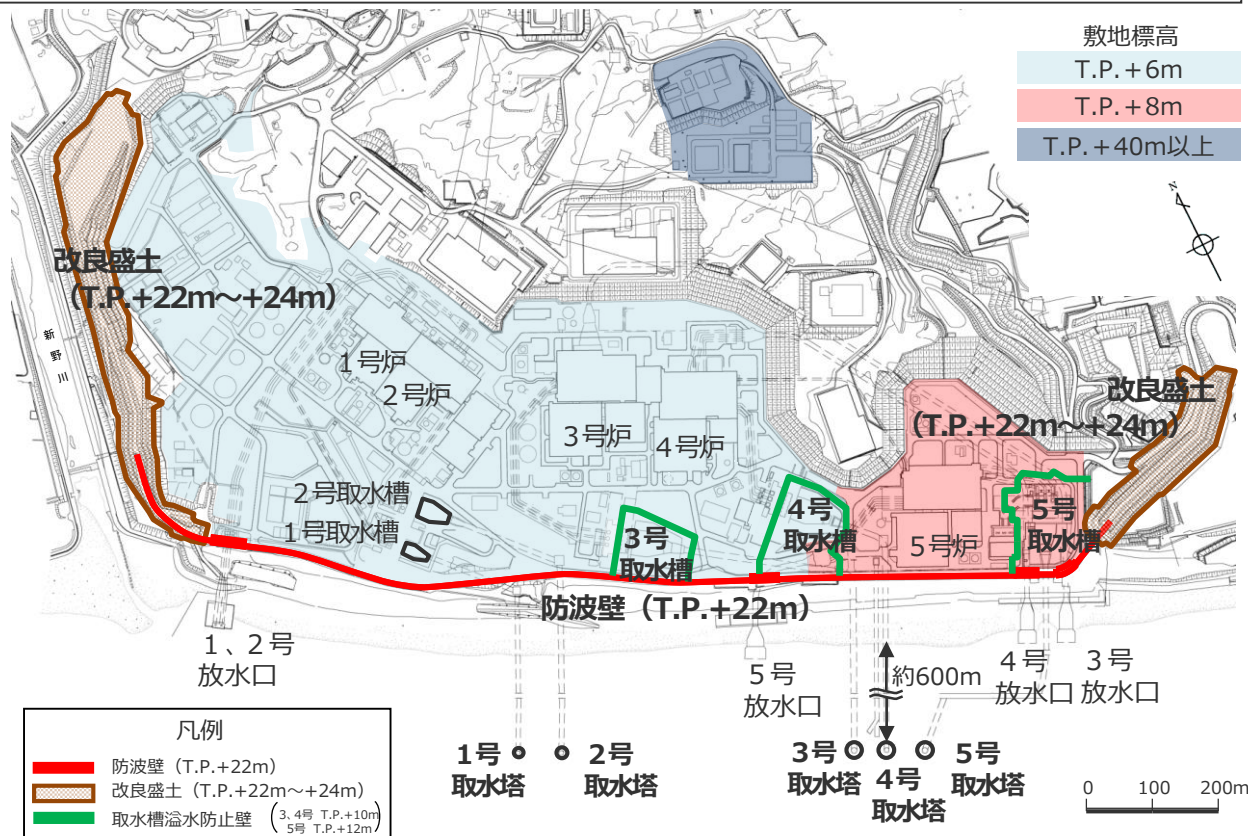 敷地標高
T.P.+6m
T.P.+8m
T.P.+40m以上
N
改良盛土
(T.P.+22m~+24m)
新野川
1号炉
2号炉
3号炉
4号炉
改良盛土
(T.P.+22m~+24m)
2号取水槽
1号取水槽
3号
取水槽
4号
取水槽
5号炉
5号
取水槽
防波壁(T.P.+22m)
1、2号
放水口
5号
放水口
約600m
4号
放水口
3号
放水口
1号
取水塔
2号
取水塔
3号
取水塔
4号
取水塔
5号
取水塔
凡例
防波壁(T.P.+22m)
改良盛土(T.P.+22m~+24m)
取水槽溢水防止壁(3、4号 T.P.+10m
5号 T.P.+12m)
0 100 200m